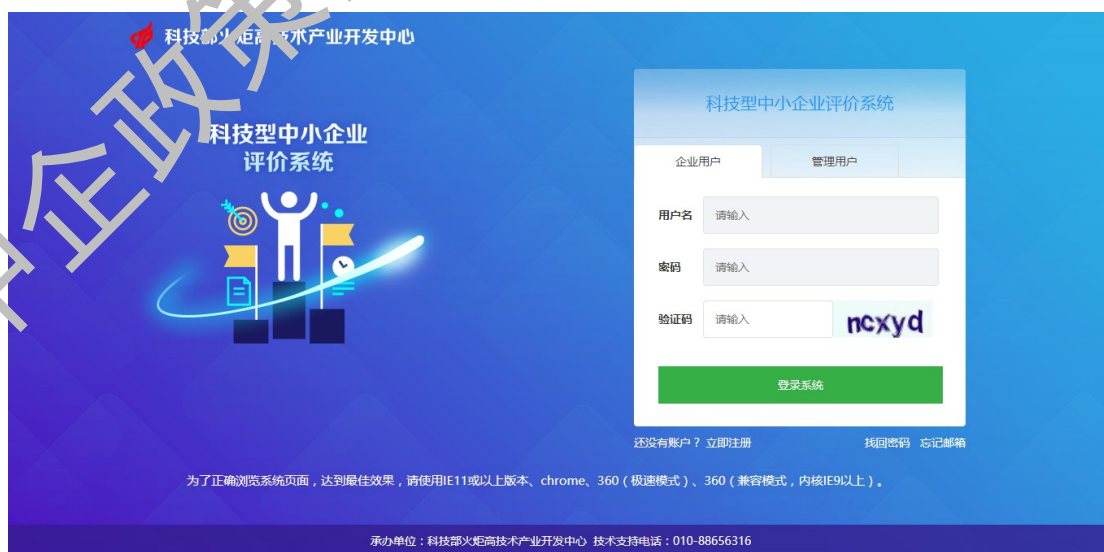 科技部火炬高技术产业开发中心
科技型中小企业
评价系统
科技型中小企业评价系统
企业用户 管理用户
用户名 请输入
密码 请输入
验证码 请输入 ncxyd
登录系统
还没有账户？ 立即注册 找回密码 忘记邮箱
为了正确浏览系统页面，达到最佳效果，请使用IE11或以上版本、chrome、360（极速模式）、360（兼容模式，内核IE9以上）。
承办单位：科技部火炬高技术产业开发中心 技术支持电话：010-88656316
企政